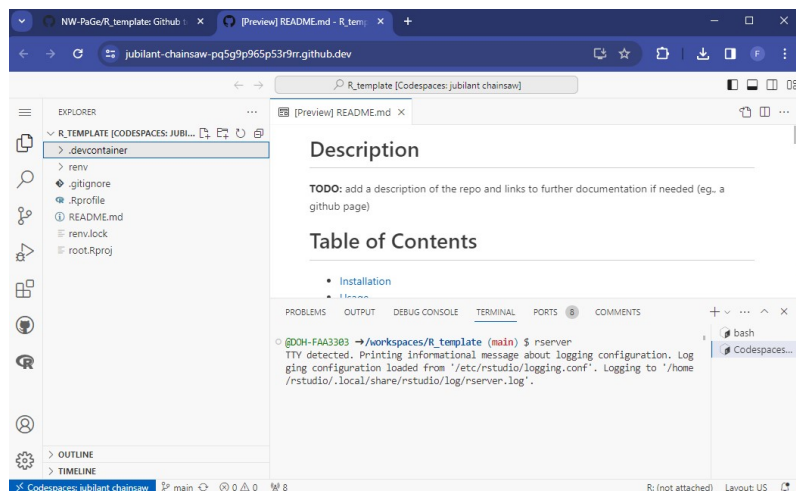 NW-PaGe/R_template: Github t
[Preview] README.md - R_temp
jubilant-chainsaw-pq5g9p965p53r9rr.github.dev
F
R_template [Codespaces: jubilant chainsaw]
EXPLORER
R_TEMPLATE [CODESPACES: JUBI...
.devcontainer
renv
.gitignore
.Rprofile
README.md
renv.lock
root.Rproj
OUTLINE
TIMELINE
[Preview] README.md
Description
TODO: add a description of the repo and links to further documentation if needed (eg., a
github page)
Table of Contents
Installation
Usage
PROBLEMS OUTPUT DEBUG CONSOLE TERMINAL PORTS 8 COMMENTS
@DOH-FAA3303 ➜/workspaces/R_template (main) $ rserver
TTY detected. Printing informational message about logging configuration. Log
ging configuration loaded from '/etc/rstudio/logging.conf'. Logging to '/home
/rstudio/.local/share/rstudio/log/rserver.log'.
bash
Codespaces...
Codespaces: jubilant chainsaw main 0 0 8 R: (not attached) Layout: US